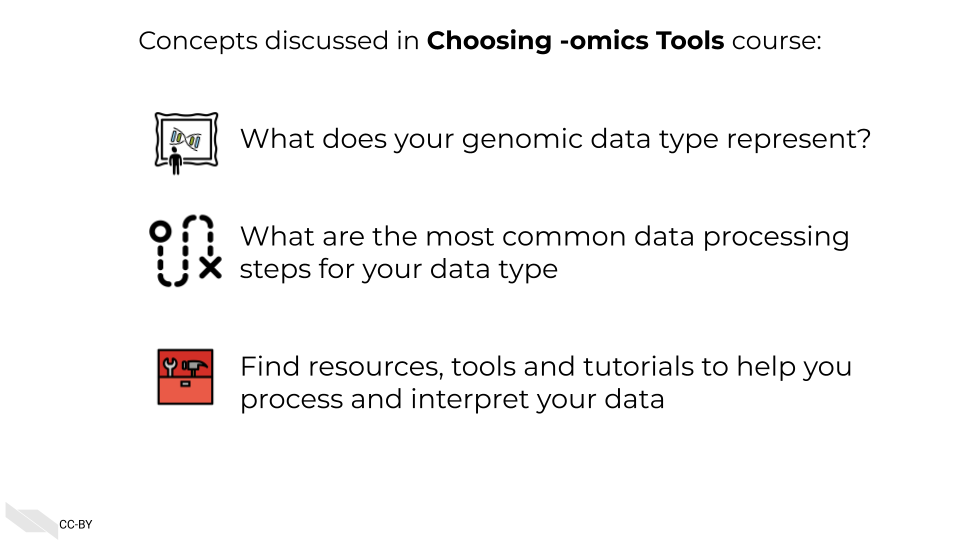 Concepts discussed in Choosing -omics Tools course:
What does your genomic data type represent?
What are the most common data processing
steps for your data type
Find resources, tools and tutorials to help you
process and interpret your data
CC-BY